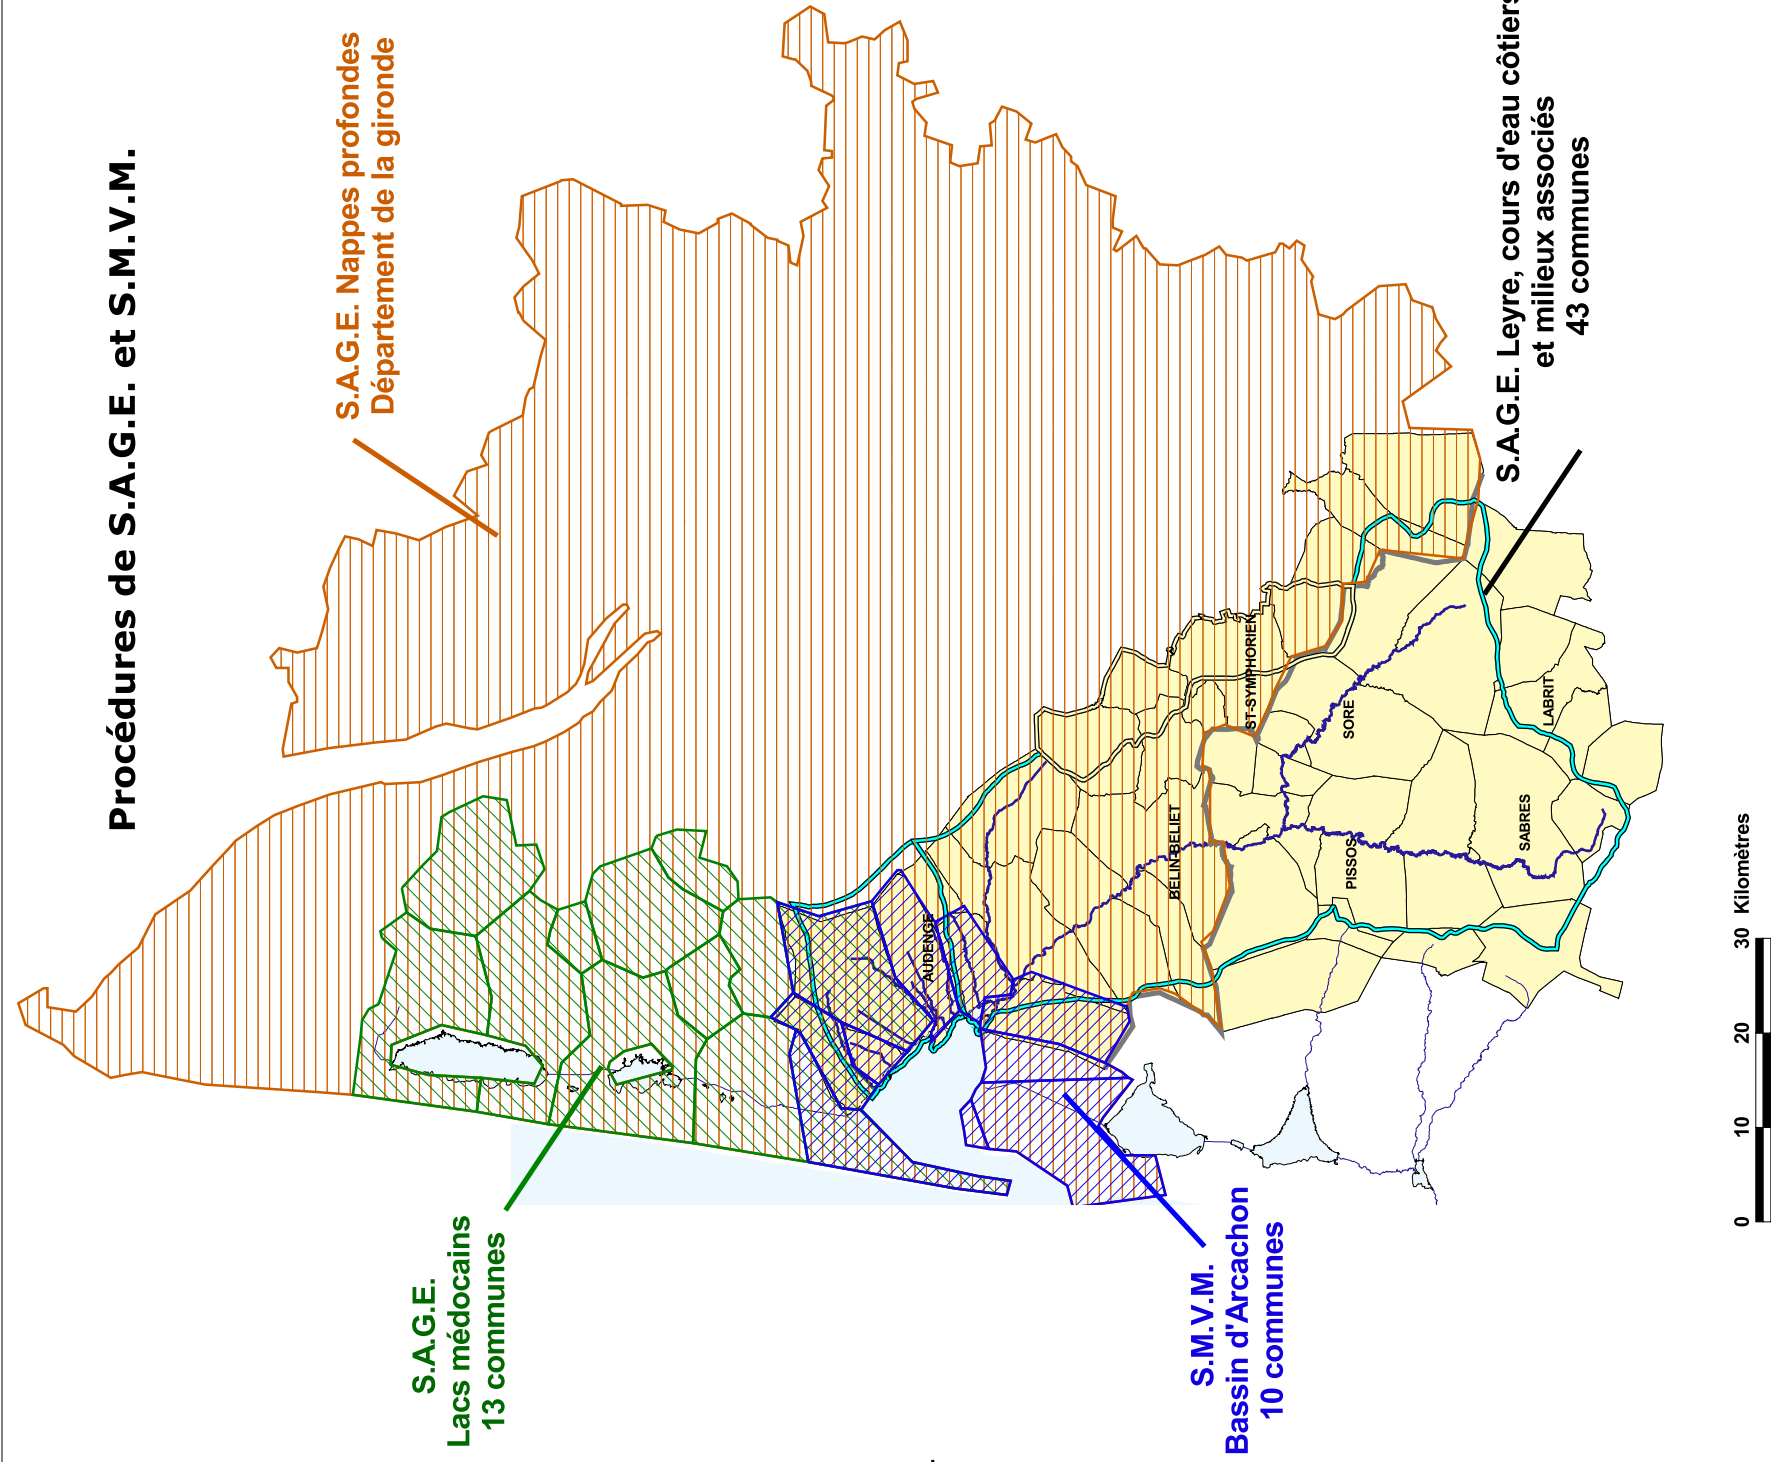 Procédures de S.A.G.E. et S.M.V.M.
S.A.G.E. Nappes profondes
Département de la gironde
S.A.G.E.
Lacs médocains
13 communes
S.M.V.M.
Bassin d'Arcachon
10 communes
S.A.G.E. Leyre, cours d'eau côtiers
et milieux associés
43 communes
AUDENGE
BELIN-BELIET
ST-SYMPHORIEN
SORE
PISSOS
LABRIT
SABRES
0 10 20 30 Kilomètres